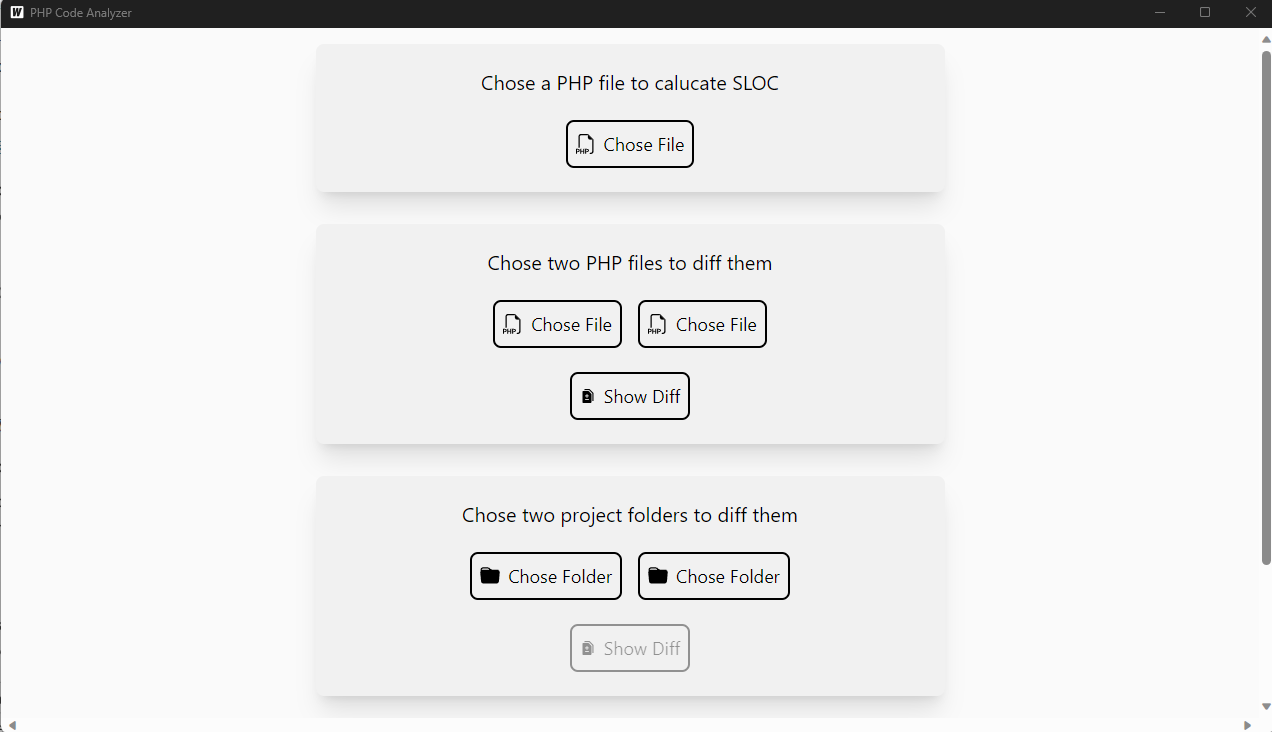 W PHP Code Analyzer
Chose a PHP file to calucate SLOC
PHP Chose File
Chose two PHP files to diff them
PHP Chose File PHP Chose File
Show Diff
Chose two project folders to diff them
Chose Folder Chose Folder
Show Diff